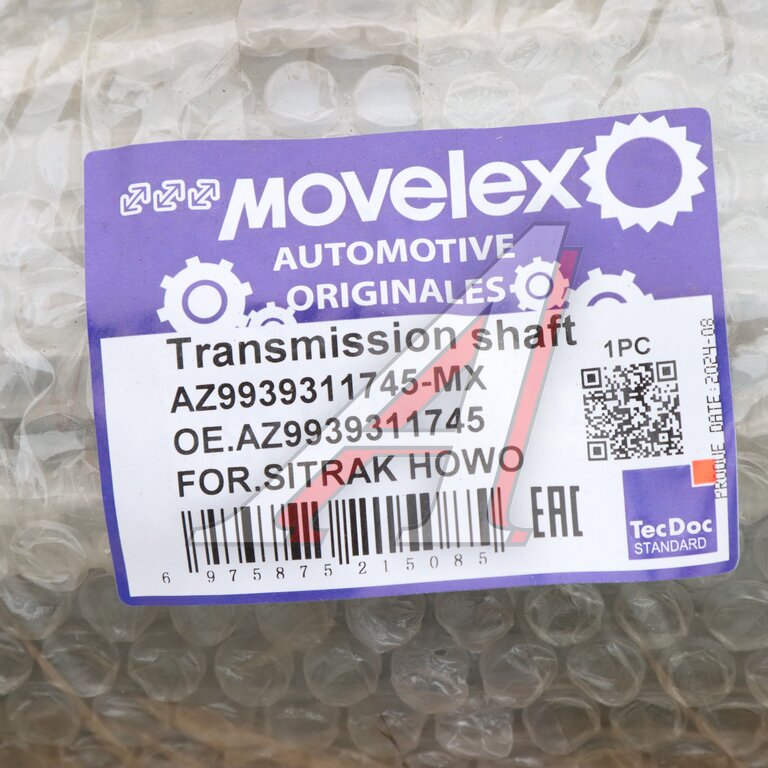 MOVELEX
AUTOMOTIVE
ORIGINALES
Transmission shaft
AZ9939311745-MX
OE.AZ9939311745
FOR.SITRAK HOWO
1PC
PRODUE DATE:2024-08
EAC
TecDoc
STANDARD
6 975875 215085